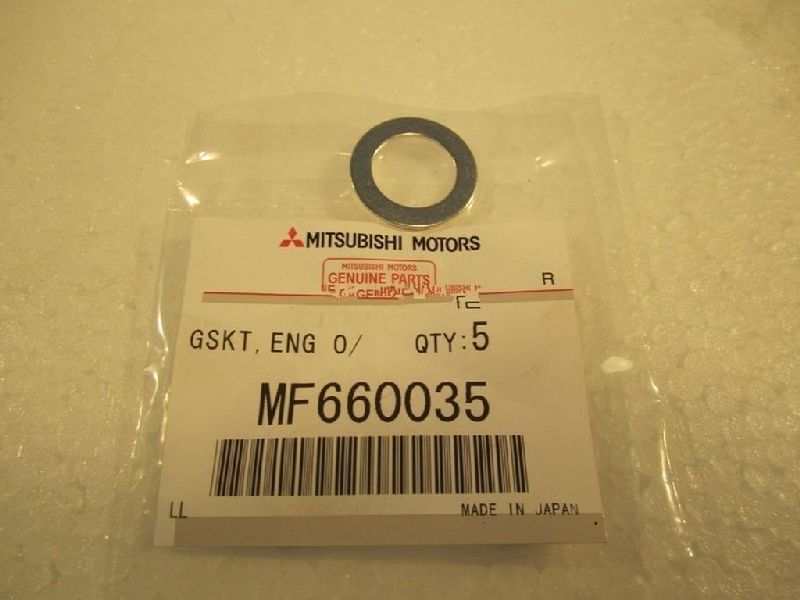 MITSUBISHI MOTORS
MITSUBISHI MOTORS
GENUINE PARTS
R
GSKT, ENG O/ QTY:5
MF660035
LL MADE IN JAPAN